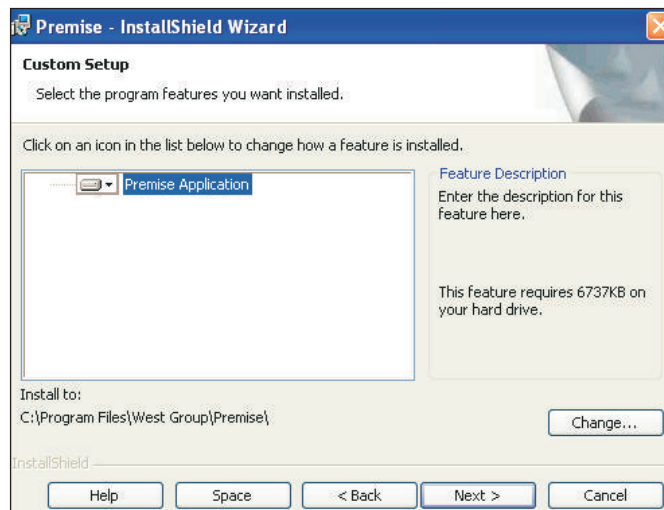 Premise - InstallShield Wizard
Custom Setup
Select the program features you want installed.
Click on an icon in the list below to change how a feature is installed.
Premise Application
Feature Description
Enter the description for this
feature here.
This feature requires 6737KB on
your hard drive.
Install to:
C:\Program Files\West Group\Premise\
Change...
InstallShield
Help
Space
< Back
Next >
Cancel